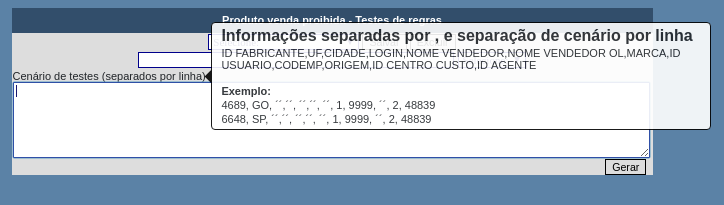 Produto venda proibida - Testes de regras
Informações separadas por , e separação de cenário por linha
ID FABRICANTE,UF,CIDADE,LOGIN,NOME VENDEDOR,NOME VENDEDOR OL,MARCA,ID
USUARIO,CODEMP,ORIGEM,ID CENTRO CUSTO,ID AGENTE
Cenário de testes (separados por linha)
Exemplo:
4689, GO, ´´,´´, ´´,´´, ´´, 1, 9999, ´´, 2, 48839
6648, SP, ´´,´´, ´´,´´, ´´, 1, 9999, ´´, 2, 48839
Gerar